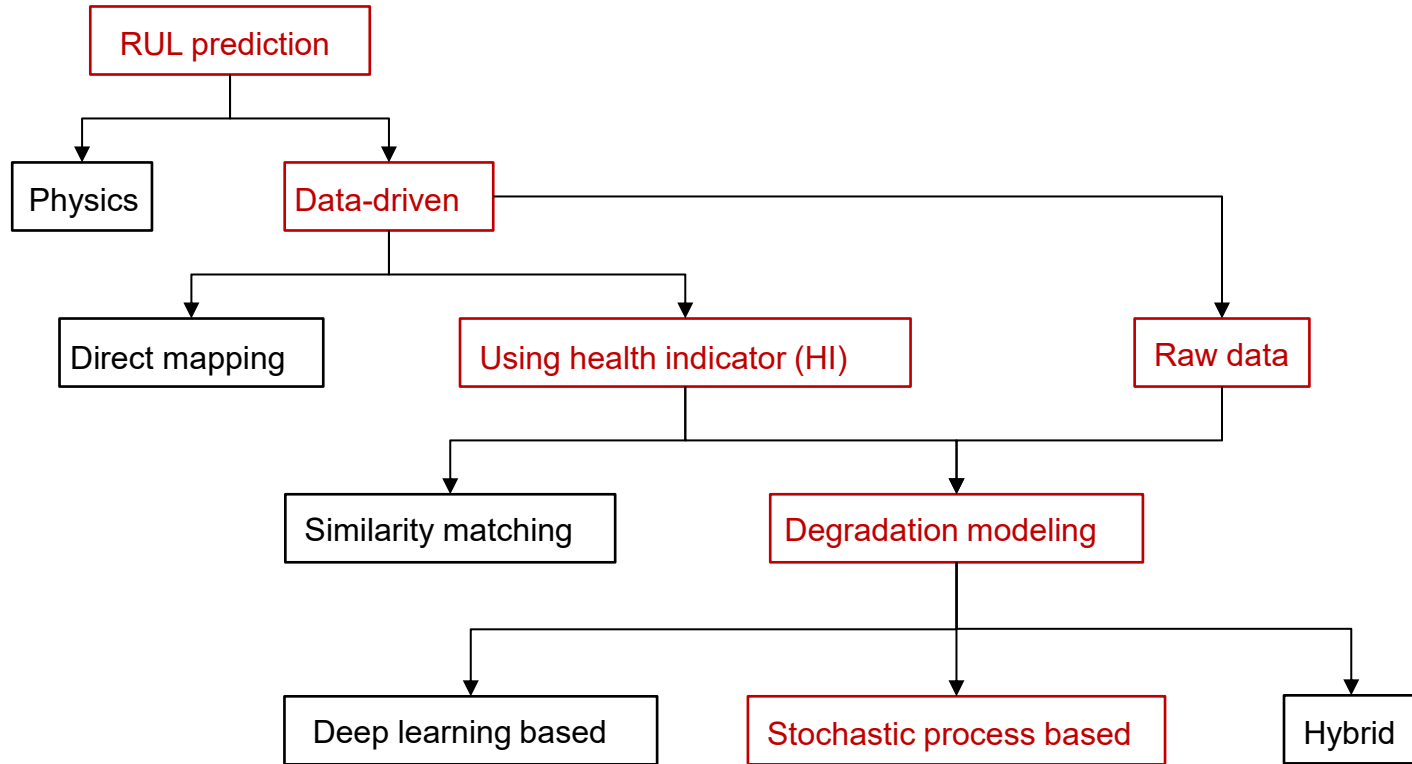 RUL prediction
Physics
Data-driven
Direct mapping
Using health indicator (HI)
Raw data
Similarity matching
Degradation modeling
Deep learning based
Stochastic process based
Hybrid